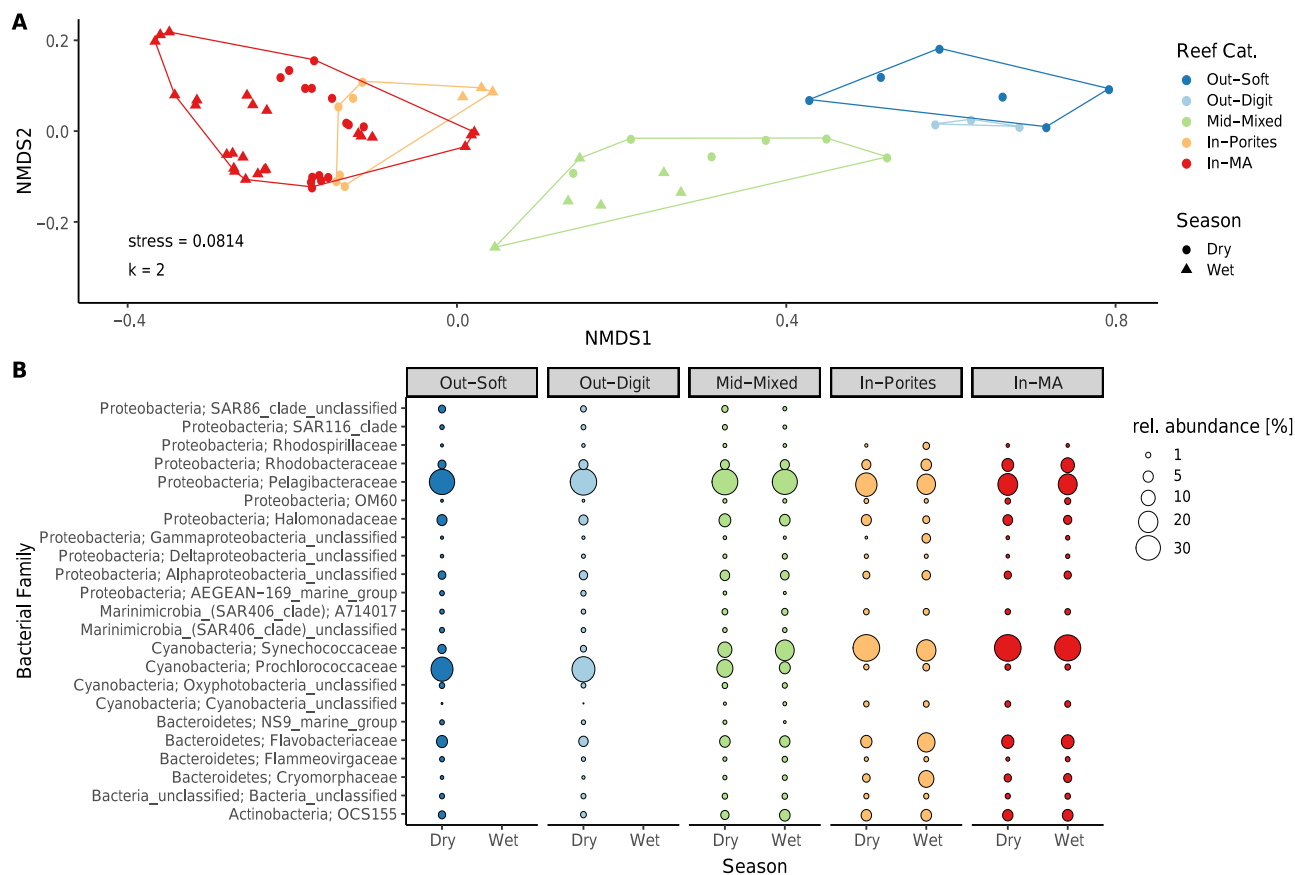 A
0.2
0.0
−0.2
NMDS2
stress = 0.0814
k = 2
−0.4
0.0
0.4
0.8
NMDS1
Reef Cat.
Out−Soft
Out−Digit
Mid−Mixed
In−Porites
In−MA
Season
Dry
Wet
B
Out−Soft
Out−Digit
Mid−Mixed
In−Porites
In−MA
Bacterial Family
Proteobacteria; SAR86_clade_unclassified
Proteobacteria; SAR116_clade
Proteobacteria; Rhodospirillaceae
Proteobacteria; Rhodobacteraceae
Proteobacteria; Pelagibacteraceae
Proteobacteria; OM60
Proteobacteria; Halomonadaceae
Proteobacteria; Gammaproteobacteria_unclassified
Proteobacteria; Deltaproteobacteria_unclassified
Proteobacteria; Alphaproteobacteria_unclassified
Proteobacteria; AEGEAN−169_marine_group
Marinimicrobia_(SAR406_clade); A714017
Marinimicrobia_(SAR406_clade)_unclassified
Cyanobacteria; Synechococcaceae
Cyanobacteria; Prochlorococcaceae
Cyanobacteria; Oxyphotobacteria_unclassified
Cyanobacteria; Cyanobacteria_unclassified
Bacteroidetes; NS9_marine_group
Bacteroidetes; Flavobacteriaceae
Bacteroidetes; Flammeovirgaceae
Bacteroidetes; Cryomorphaceae
Bacteria_unclassified; Bacteria_unclassified
Actinobacteria; OCS155
Dry
Wet
Dry
Wet
Dry
Wet
Dry
Wet
Dry
Wet
Season
rel. abundance [%]
1
5
10
20
30